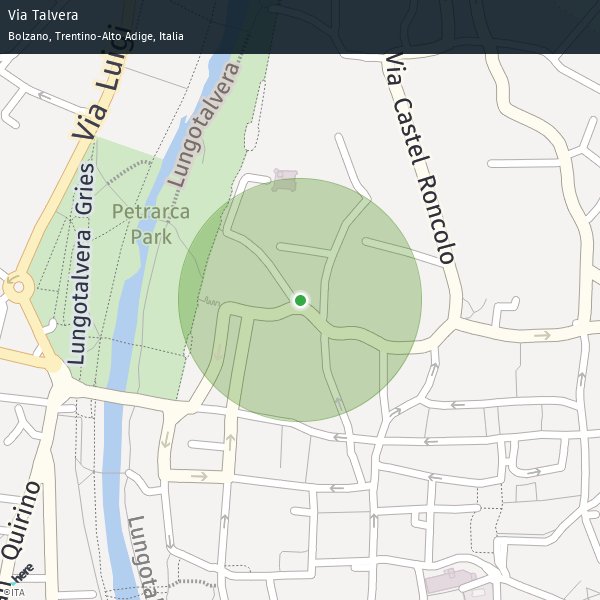 Via Talvera
Bolzano, Trentino-Alto Adige, Italia
Via Luigi
Lungotalvera
Via Castel Roncolo
Lungotalvera Gries
Petrarca
Park
Quirino
Lungotal
here
©ITA